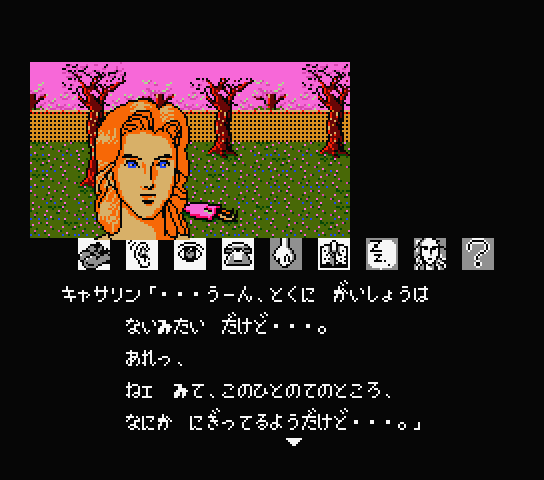 キャサリン「・・・うーん、とくに がいしょうは
ないみたい だけど・・・。
あれっ、
ねェ みて、このひとのてのところ、
なにか にぎってるようだけど・・・。」